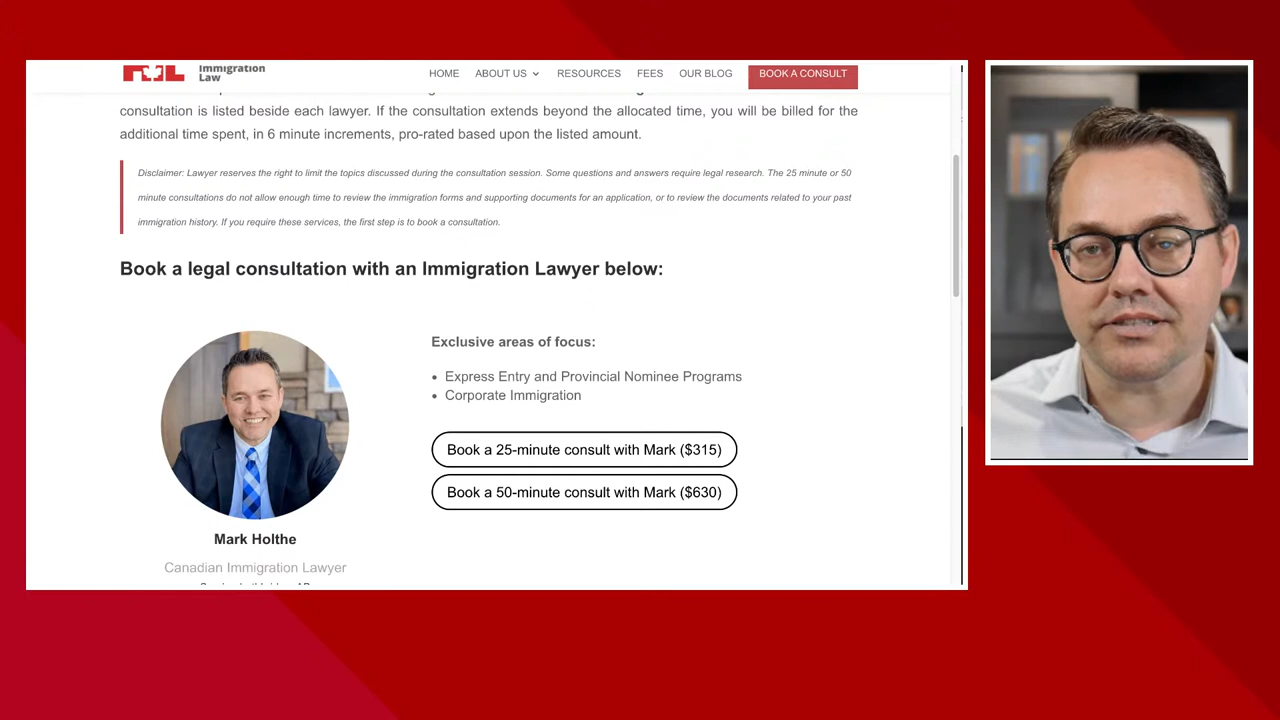 Immigration
Law
HOME ABOUT US RESOURCES FEES OUR BLOG BOOK A CONSULT
consultation is listed beside each lawyer. If the consultation extends beyond the allocated time, you will be billed for the
additional time spent, in 6 minute increments, pro-rated based upon the listed amount.
Disclaimer: Lawyer reserves the right to limit the topics discussed during the consultation session. Some questions and answers require legal research. The 25 minute or 50
minute consultations do not allow enough time to review the immigration forms and supporting documents for an application, or to review the documents related to your past
immigration history. If you require these services, the first step is to book a consultation.
Book a legal consultation with an Immigration Lawyer below:
Exclusive areas of focus:
• Express Entry and Provincial Nominee Programs
• Corporate Immigration
Book a 25-minute consult with Mark ($315)
Book a 50-minute consult with Mark ($630)
Mark Holthe
Canadian Immigration Lawyer